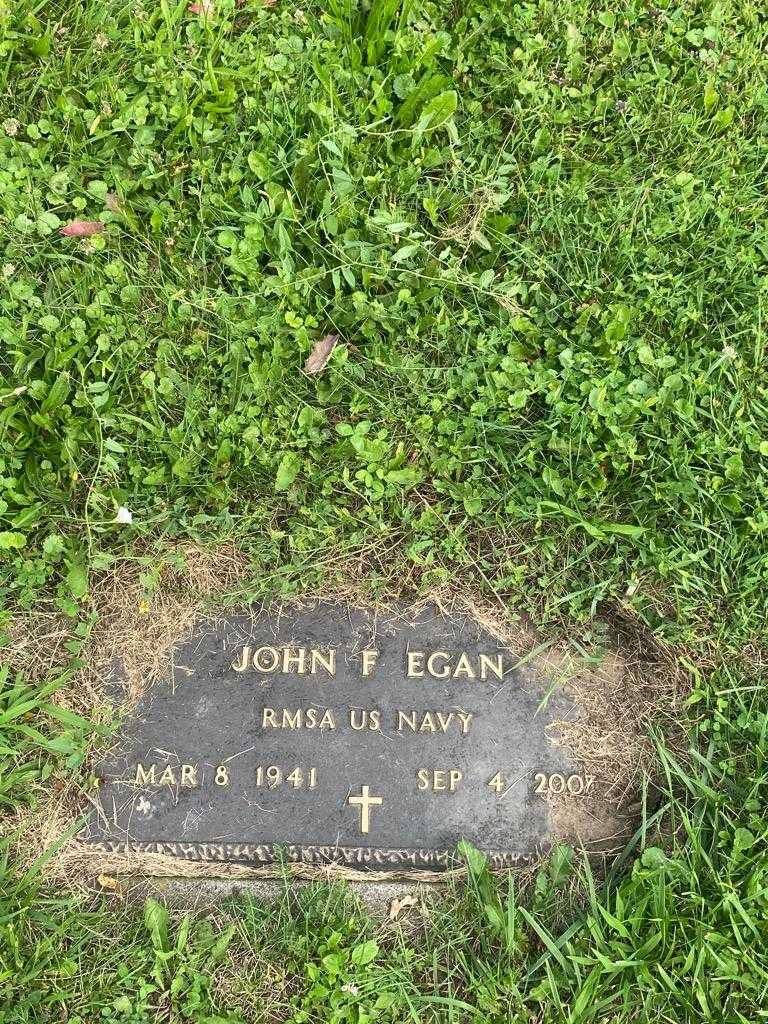 JOHN F EGAN
RMSA US NAVY
MAR 8 1941 SEP 4 2007